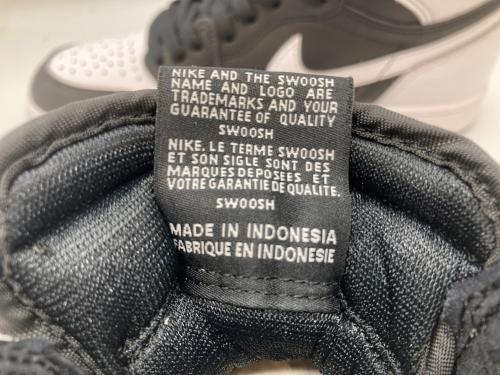 NIKE AND THE SWOOSH
NAME AND LOGO ARE
TRADEMARKS AND YOUR
GUARANTEE OF QUALITY
SWOOSH
NIKE. LE TERME SWOOSH
ET SON SIGLE SONT DES
MARQUES DEPOSEES ET
VOTRE GARANTIE DE QUALITE.
SWOOSH
MADE IN INDONESIA
FABRIQUE EN INDONESIE